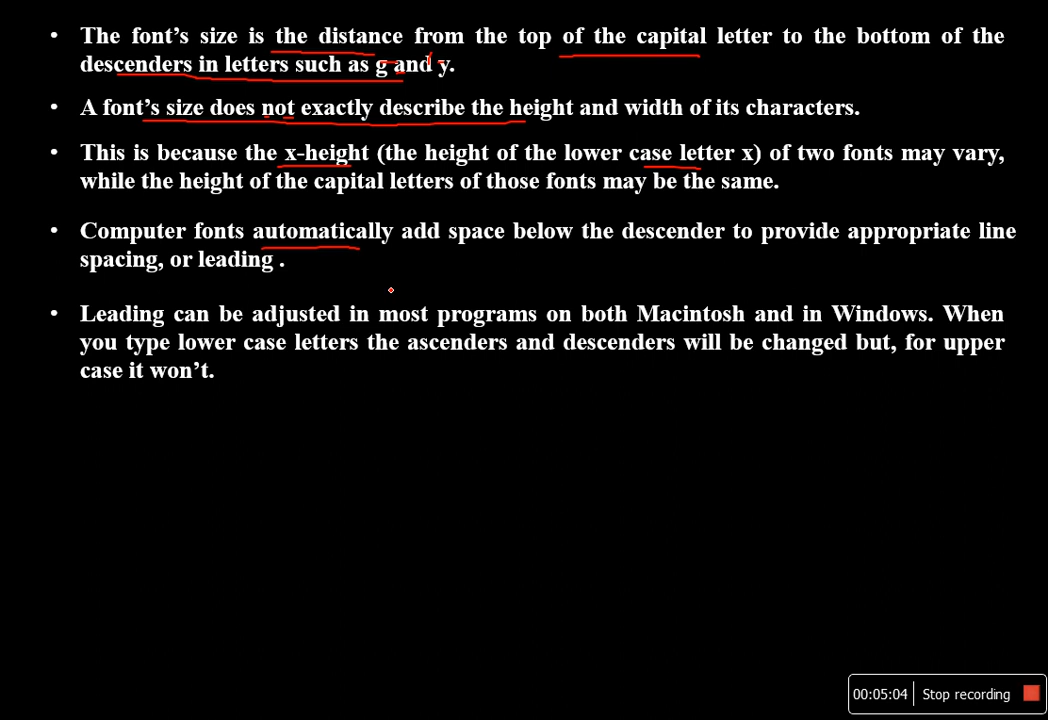 • The font’s size is the distance from the top of the capital letter to the bottom of the
descenders in letters such as g and y.
• A font’s size does not exactly describe the height and width of its characters.
• This is because the x-height (the height of the lower case letter x) of two fonts may vary,
while the height of the capital letters of those fonts may be the same.
• Computer fonts automatically add space below the descender to provide appropriate line
spacing, or leading .
• Leading can be adjusted in most programs on both Macintosh and in Windows. When
you type lower case letters the ascenders and descenders will be changed but, for upper
case it won’t.
00:05:04 Stop recording